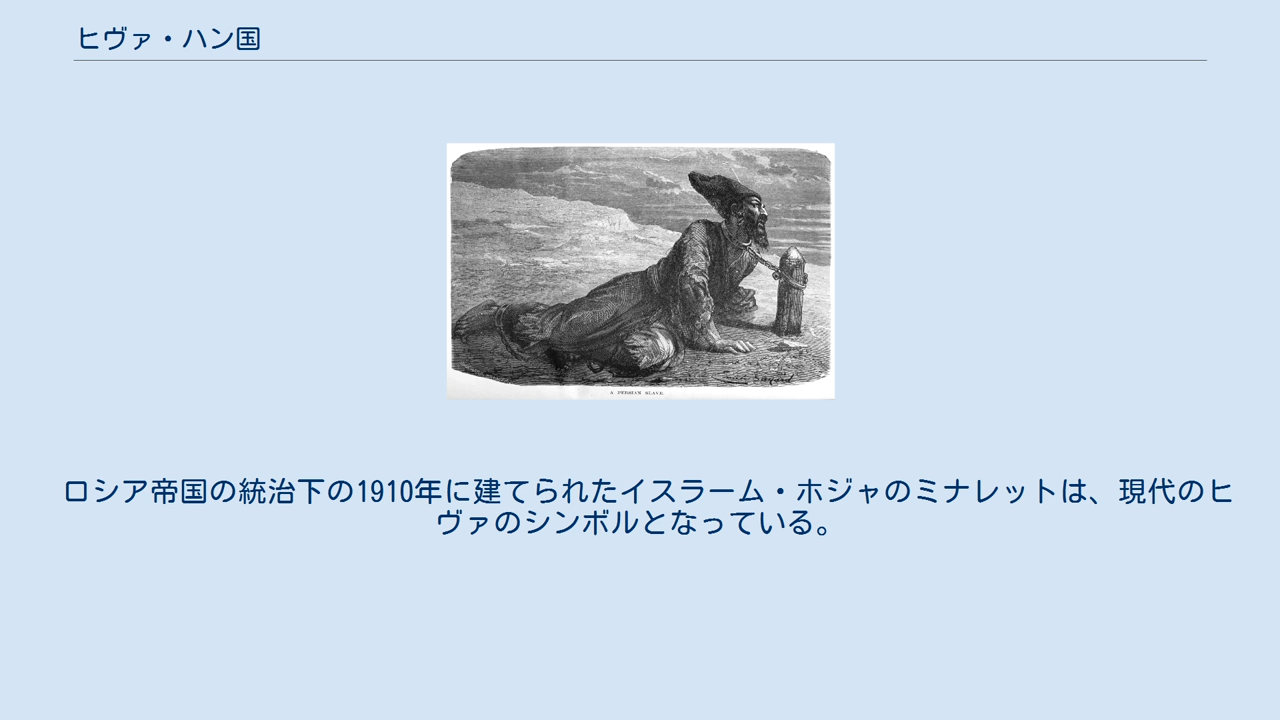 ヒヴァ・ハン国
A PERSIAN SLAVE.
ロシア帝国の統治下の1910年に建てられたイスラーム・ホジャのミナレットは、現代のヒ
ヴァのシンボルとなっている。